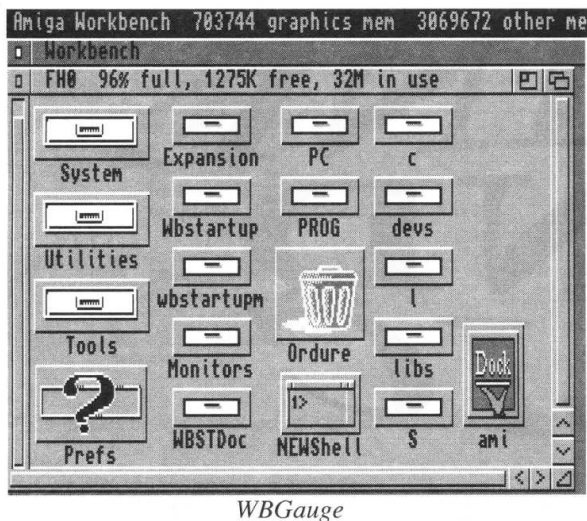 Amiga Workbench 703744 graphics mem 3069672 other me
Workbench
FH0 96% full, 1275K free, 32M in use
System
Expansion
PC
c
Utilities
Wbstartup
PROG
devs
Tools
wbstartupm
Ordure
l
Monitors
libs
Dock
Prefs
WBSTDoc
1>
NEWShell
S
ami
WBGauge